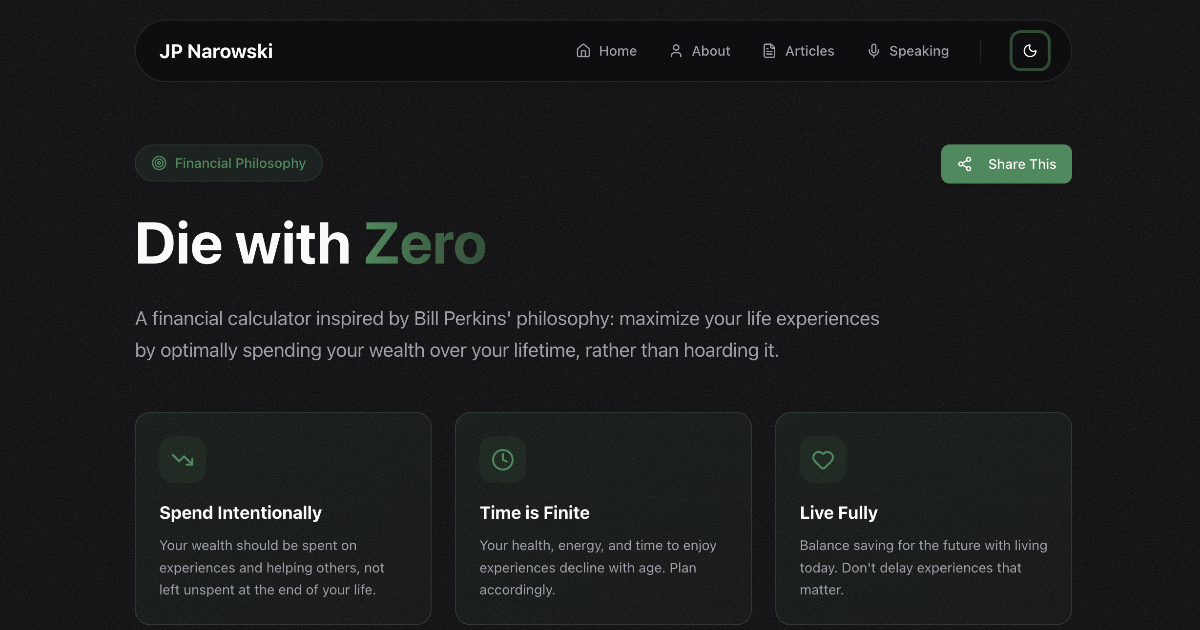 JP Narowski
Home
About
Articles
Speaking
Financial Philosophy
Share This
Die with Zero
A financial calculator inspired by Bill Perkins' philosophy: maximize your life experiences
by optimally spending your wealth over your lifetime, rather than hoarding it.
Spend Intentionally
Your wealth should be spent on
experiences and helping others, not
left unspent at the end of your life.
Time is Finite
Your health, energy, and time to enjoy
experiences decline with age. Plan
accordingly.
Live Fully
Balance saving for the future with living
today. Don't delay experiences that
matter.